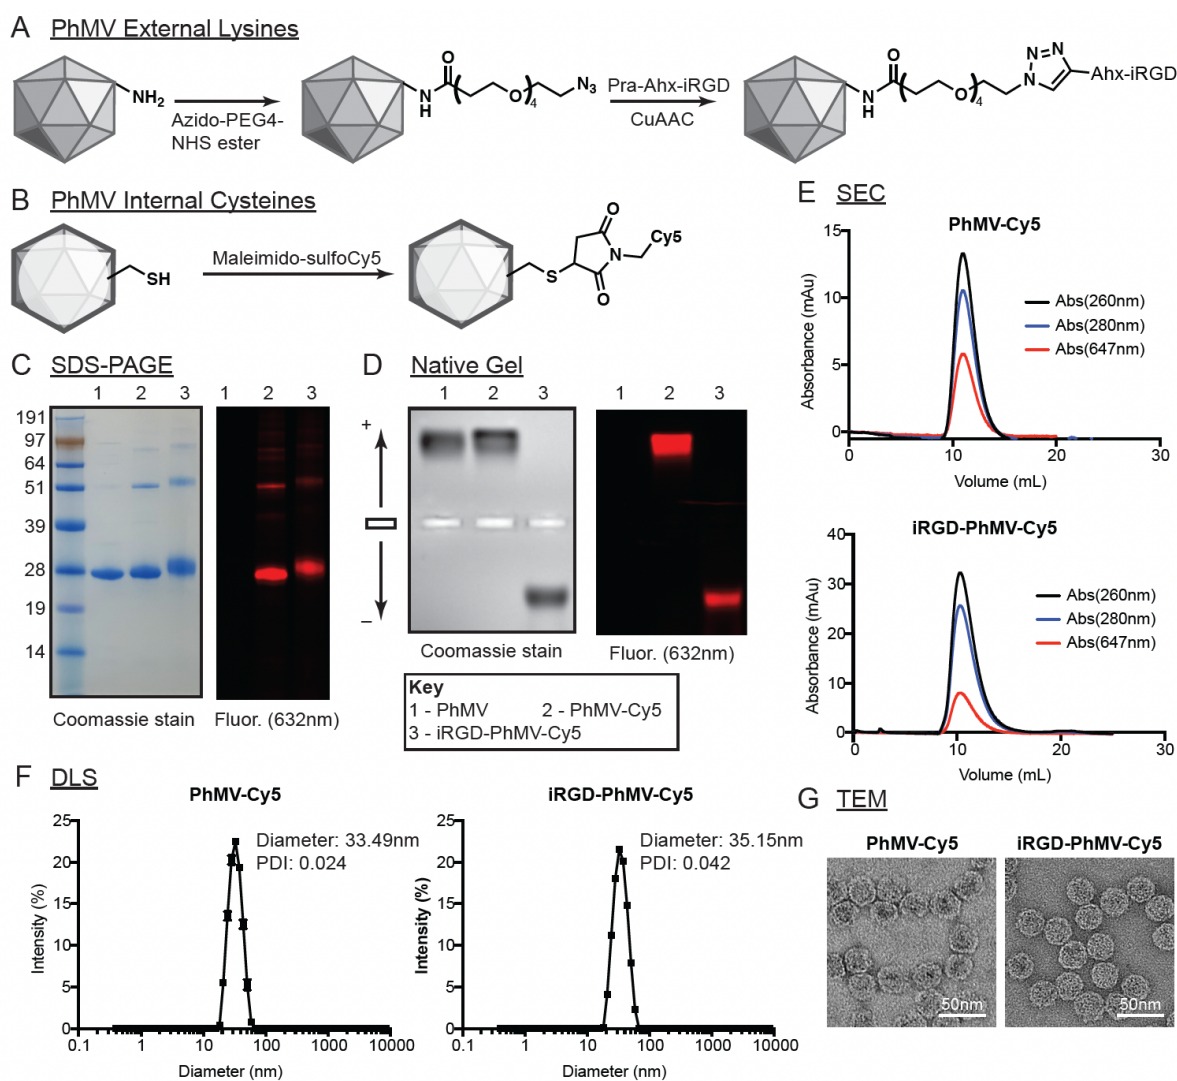 A PhMV External Lysines
NH2
Azido-PEG4-
NHS ester
O
N
H
O
4
N3
Pra-Ahx-iRGD
CuAAC
O
N
H
O
4
N
N
N
Ahx-iRGD
B PhMV Internal Cysteines
SH
Maleimido-sulfoCy5
S
O
N
O
Cy5
C SDS-PAGE
1 2 3
191
97
64
51
39
28
19
14
Coomassie stain
1 2 3
Fluor. (632nm)
D Native Gel
1 2 3
+
–
Coomassie stain
1 2 3
Fluor. (632nm)
Key
1 - PhMV 2 - PhMV-Cy5
3 - iRGD-PhMV-Cy5
E SEC
PhMV-Cy5
Absorbance (mAu)
15
10
5
0
0 10 20 30
Volume (mL)
Abs(260nm)
Abs(280nm)
Abs(647nm)
iRGD-PhMV-Cy5
Absorbance (mAu)
40
30
20
10
0
0 10 20 30
Volume (mL)
Abs(260nm)
Abs(280nm)
Abs(647nm)
F DLS
PhMV-Cy5
Diameter: 33.49nm
PDI: 0.024
Intensity (%)
25
20
15
10
5
0
0.1 1 10 100 1000 10000
Diameter (nm)
iRGD-PhMV-Cy5
Diameter: 35.15nm
PDI: 0.042
Intensity (%)
25
20
15
10
5
0
0.1 1 10 100 1000 10000
Diameter (nm)
G TEM
PhMV-Cy5
50nm
iRGD-PhMV-Cy5
50nm